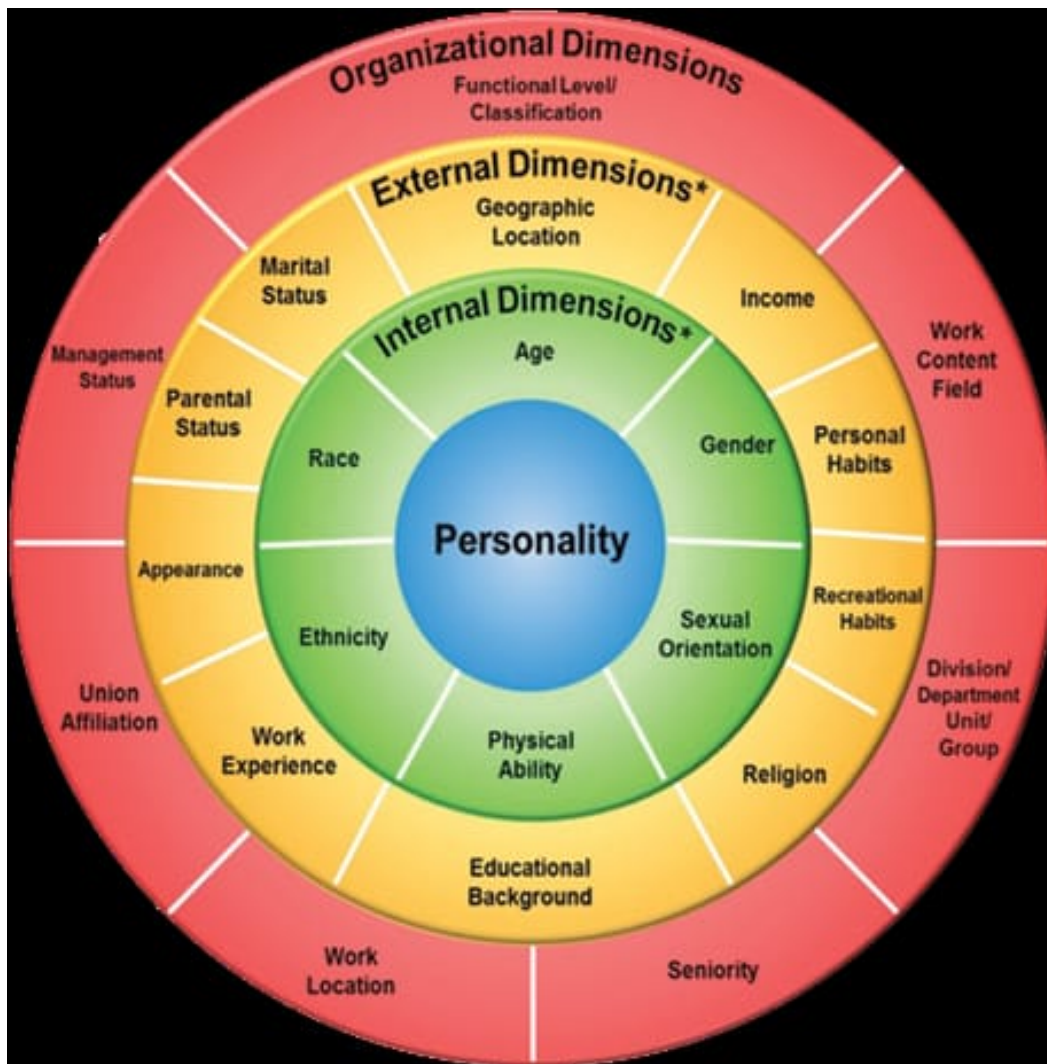 Organizational Dimensions
Functional Level/
Classification
External Dimensions*
Geographic
Location
Marital
Status
Income
Internal Dimensions*
Age
Management
Status
Work
Content
Field
Parental
Status
Personal
Habits
Race
Gender
Personality
Appearance
Recreational
Habits
Ethnicity
Sexual
Orientation
Union
Affiliation
Division/
Department
Unit/
Group
Work
Experience
Physical
Ability
Religion
Educational
Background
Work
Location
Seniority